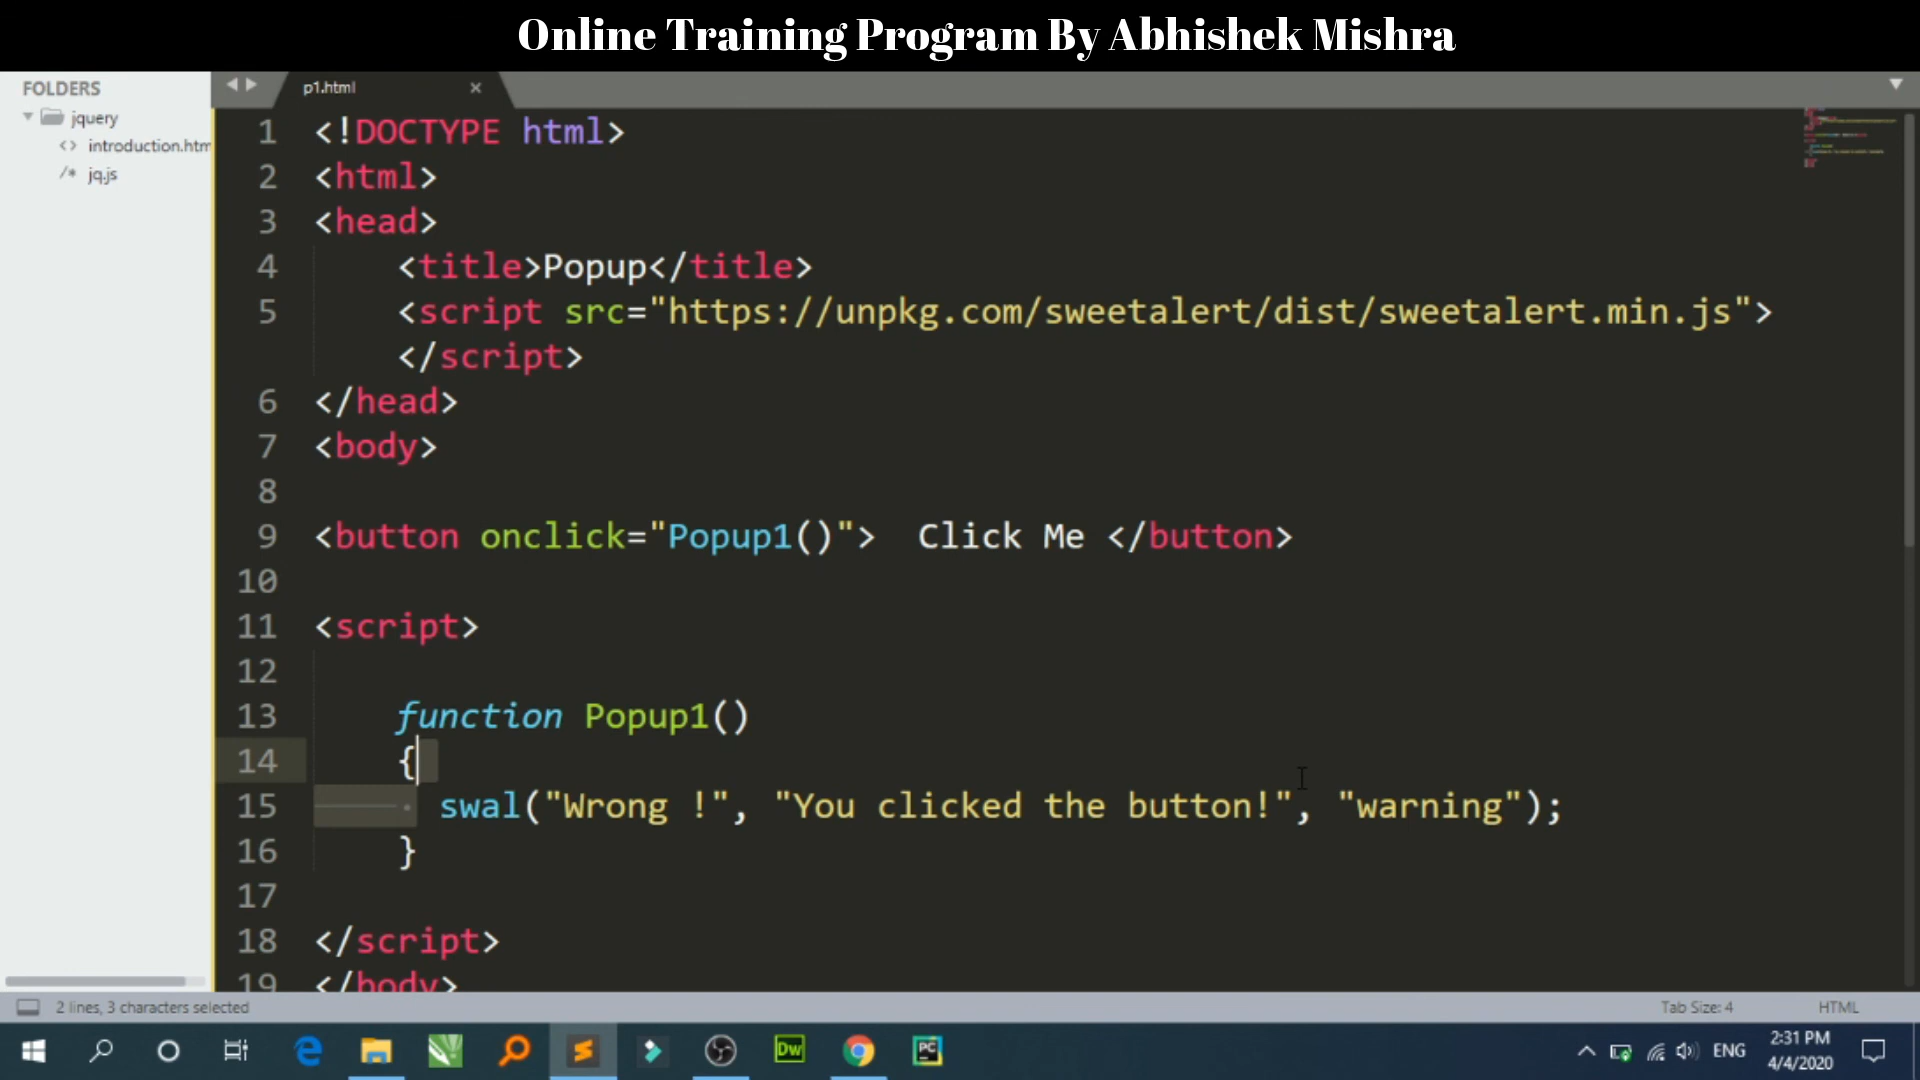 Online Training Program By Abhishek Mishra
FOLDERS
jquery
introduction.htm
jq.js
p1.html
1 <!DOCTYPE html>
2 <html>
3 <head>
4 <title>Popup</title>
5 <script src="https://unpkg.com/sweetalert/dist/sweetalert.min.js">
</script>
6 </head>
7 <body>
8
9 <button onclick="Popup1()">  Click Me </button>
10
11 <script>
12
13 function Popup1()
14 {
15 swal("Wrong !", "You clicked the button!", "warning");
16 }
17
18 </script>
19 </body>
2 lines, 3 characters selected
Tab Size: 4
HTML
Dw
PC
ENG
2:31 PM
4/4/2020